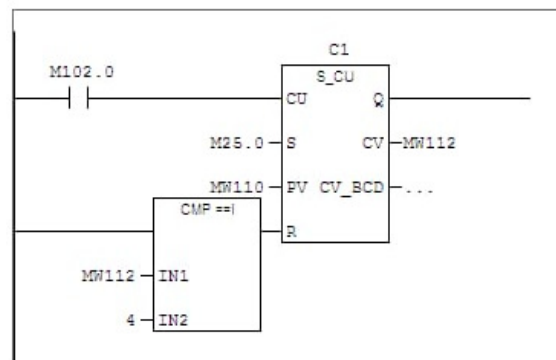 C1
M102.0
S_CU
CU Q
M25.0 S CV MW112
MW110 PV CV_BCD ...
CMP ==I
R
MW112 IN1
4 IN2